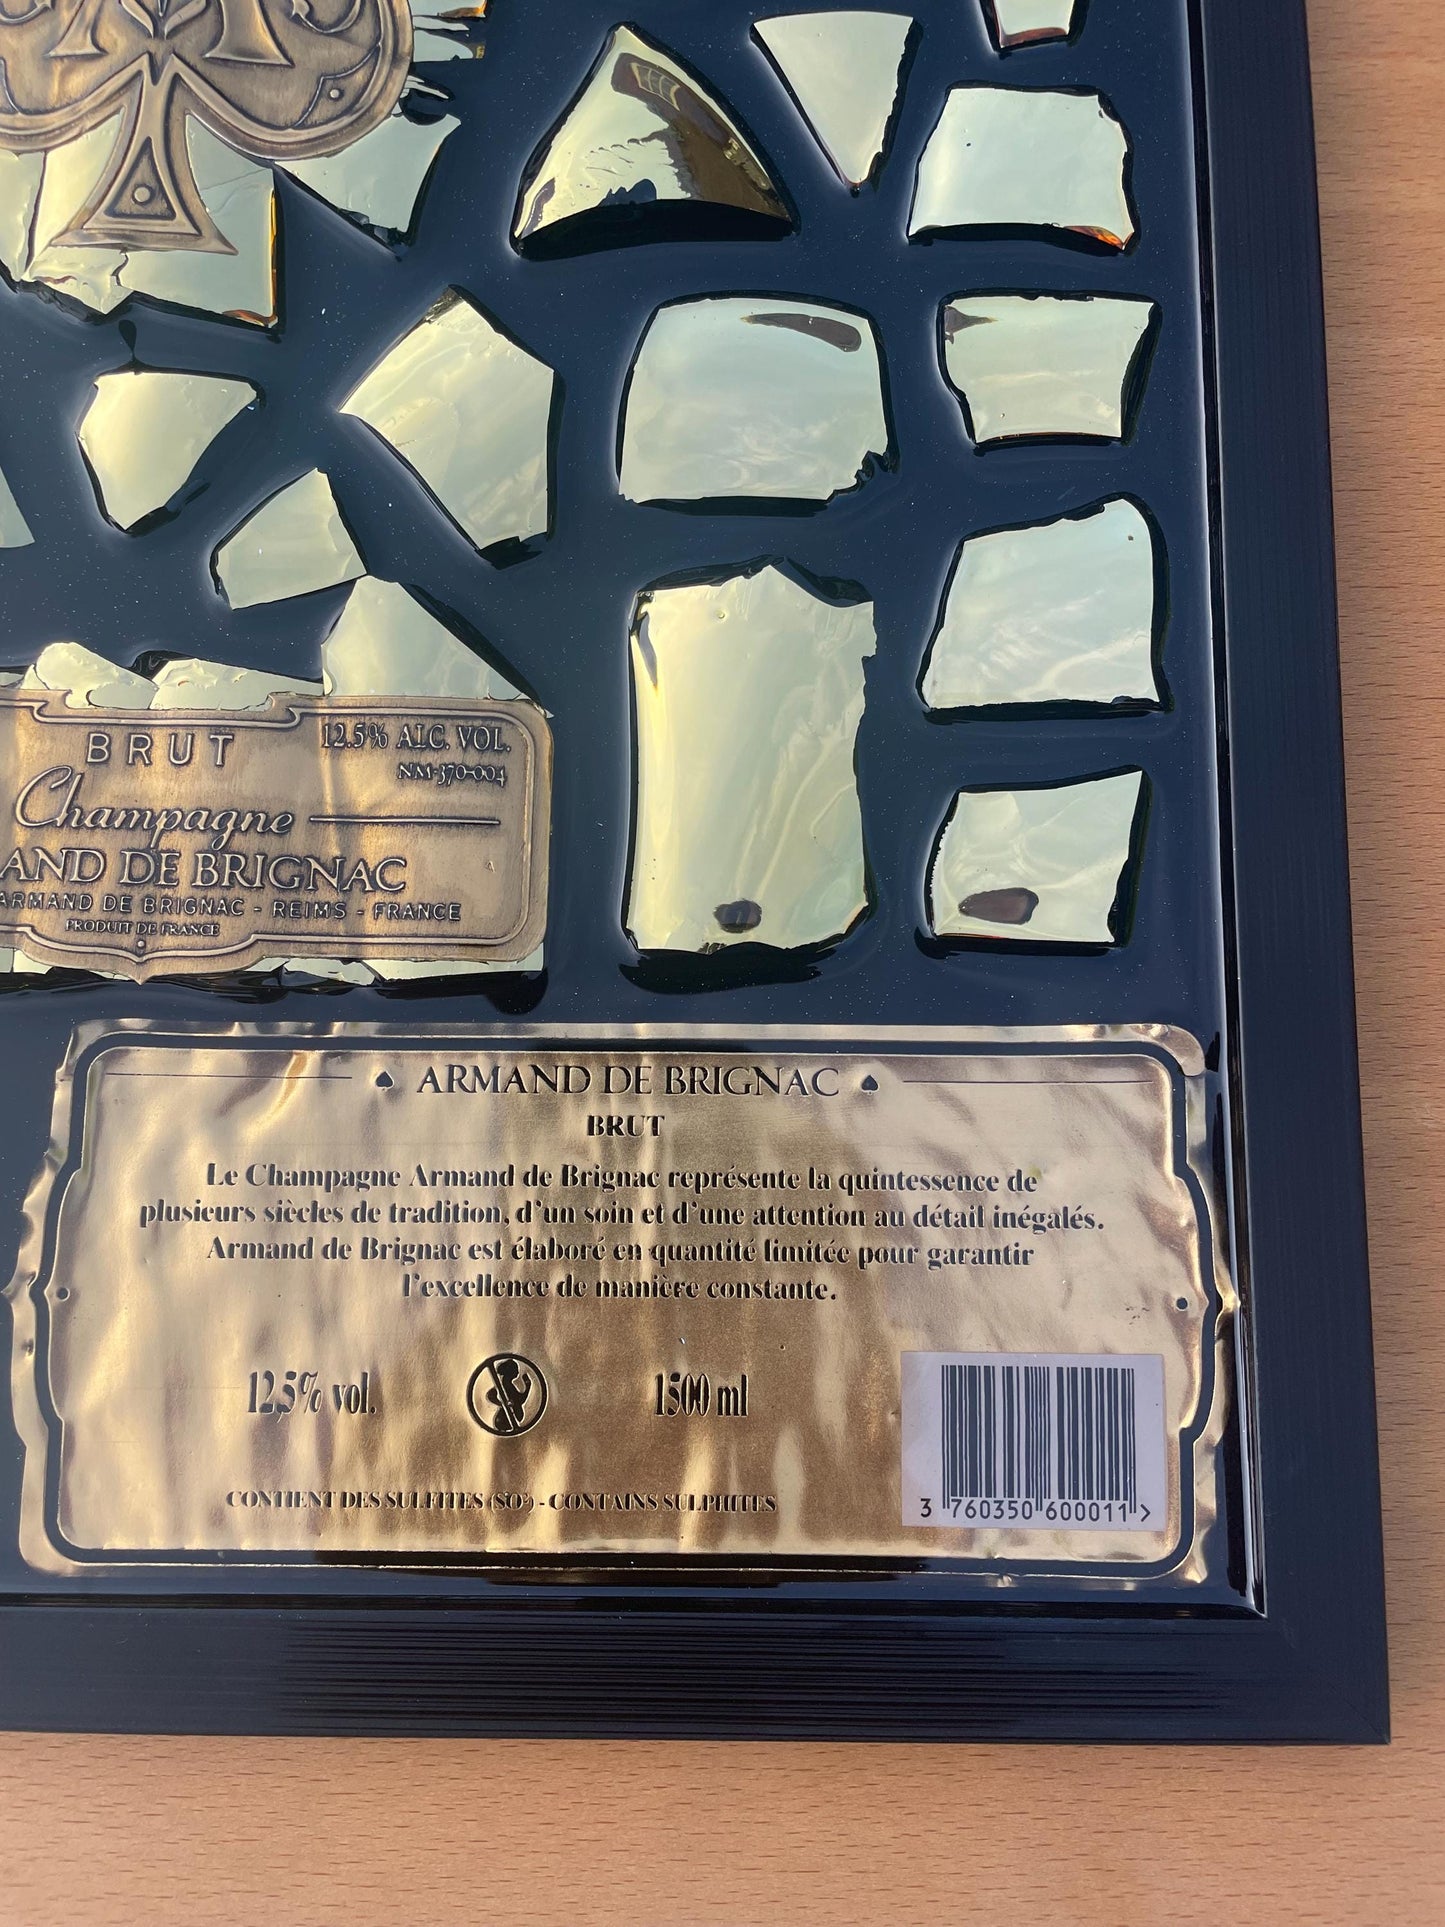 BRUT
12.5% ALC. VOL.
NM-370-004
Champagne
AND DE BRIGNAC
ARMAND DE BRIGNAC - REIMS - FRANCE
PRODUIT DE FRANCE
ARMAND DE BRIGNAC
BRUT
Le Champagne Armand de Brignac représente la quintessence de
plusieurs siècles de tradition, d'un soin et d'une attention au détail inégalés.
Armand de Brignac est élaboré en quantité limitée pour garantir
l'excellence de manière constante.
12,5% vol.
1500 ml
CONTIENT DES SULFITES (SO²) - CONTAINS SULPHITES
3 760350 600011 >